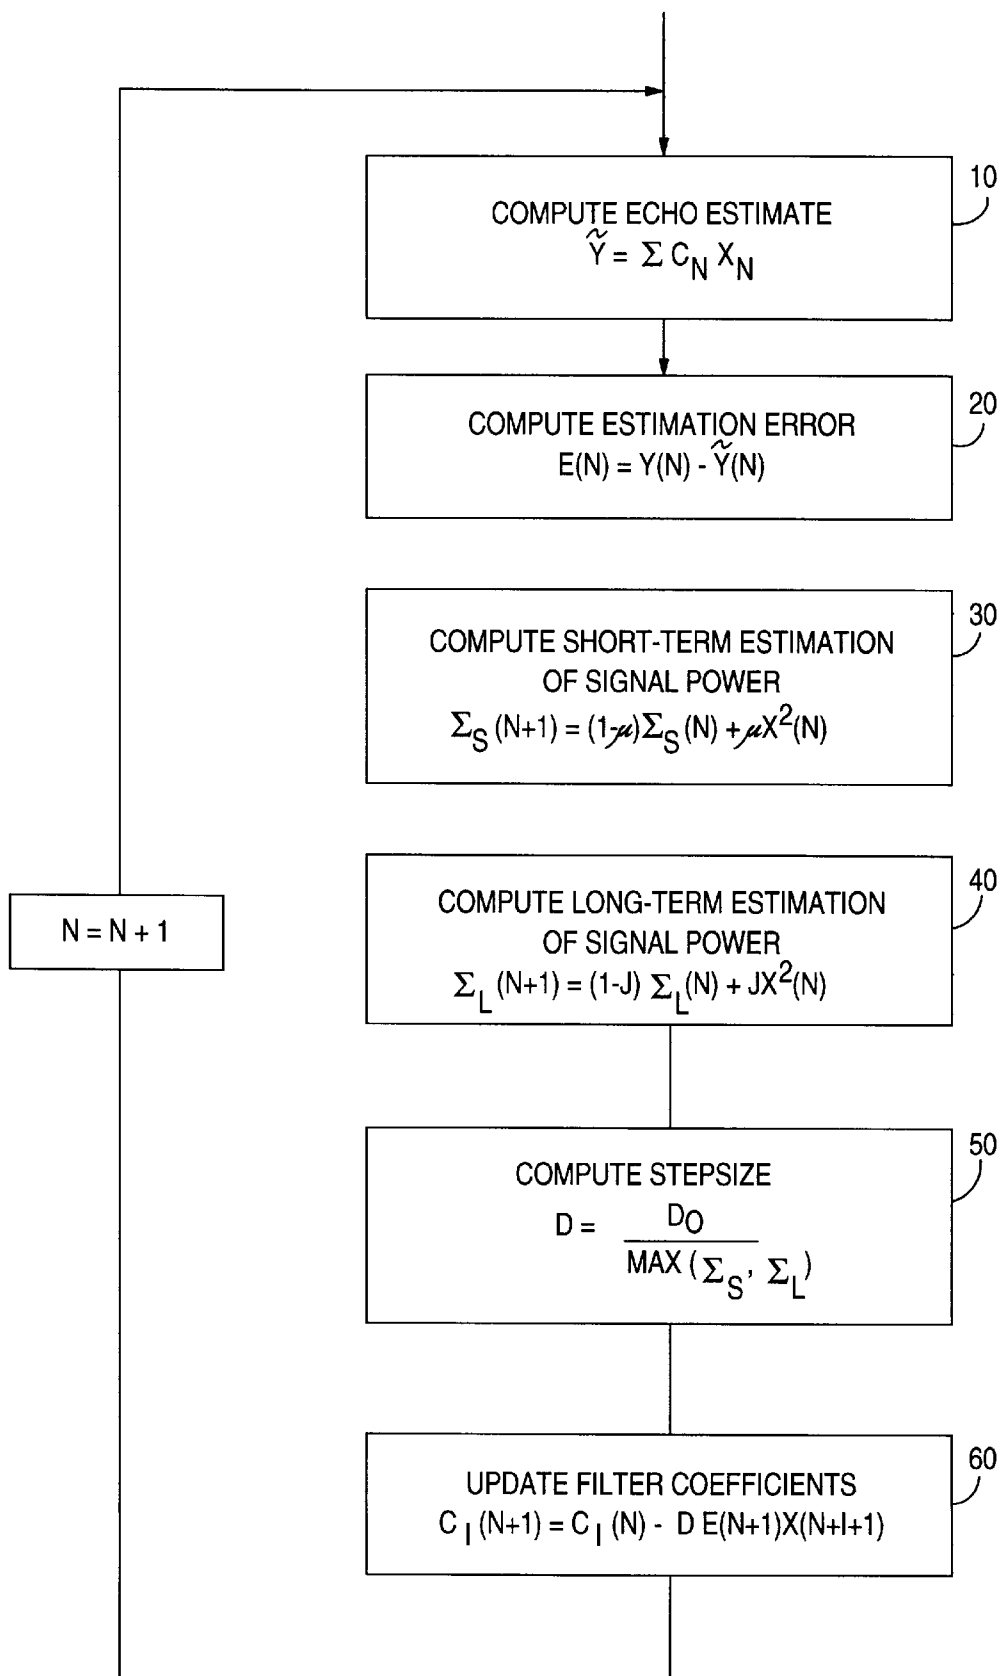 10
COMPUTE ECHO ESTIMATE
Ỹ = Σ C_N X_N
20
COMPUTE ESTIMATION ERROR
E(N) = Y(N) - Ỹ(N)
30
COMPUTE SHORT-TERM ESTIMATION
OF SIGNAL POWER
Σ_S (N+1) = (1-μ)Σ_S (N) + μX²(N)
40
COMPUTE LONG-TERM ESTIMATION
OF SIGNAL POWER
Σ_L (N+1) = (1-J) Σ_L (N) + JX²(N)
N = N + 1
50
COMPUTE STEPSIZE
D = D_O
MAX (Σ_S, Σ_L)
60
UPDATE FILTER COEFFICIENTS
C_I (N+1) = C_I (N) - D E(N+1)X(N+I+1)